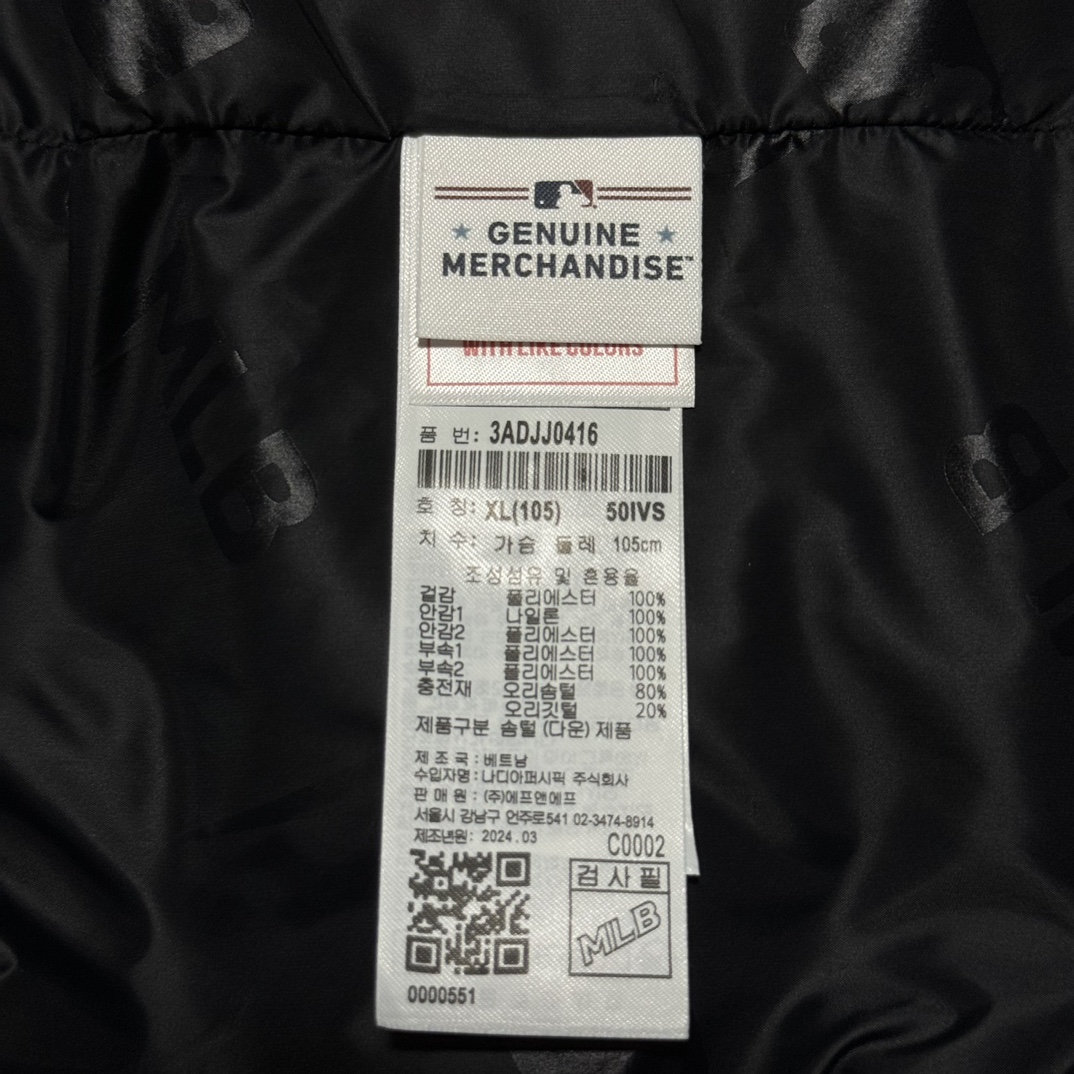 GENUINE
MERCHANDISE™
WITH LIKE COLORS
품 번: 3ADJJ0416
호 칭: XL(105) 50IVS
치 수: 가슴 둘레 105cm
조성섬유 및 혼용율
겉감 폴리에스터 100%
안감1 나일론 100%
안감2 폴리에스터 100%
부속1 폴리에스터 100%
부속2 폴리에스터 100%
충전재 오리솜털 80%
오리깃털 20%
제품구분 솜털 (다운) 제품
제 조 국 : 베트남
수입자명 : 나디아퍼시픽 주식회사
판 매 원 : (주)에프앤에프
서울시 강남구 언주로541 02-3474-8914
제조년원: 2024.03
C0002
검사필
MLB
0000551
MLB
B